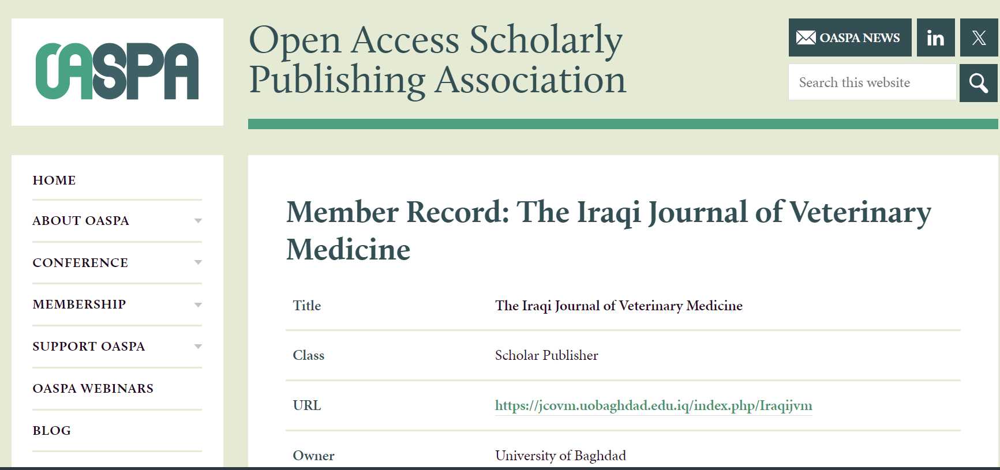 OASPA
Open Access Scholarly
Publishing Association
OASPA NEWS
in
X
Search this website
HOME
ABOUT OASPA
CONFERENCE
MEMBERSHIP
SUPPORT OASPA
OASPA WEBINARS
BLOG
Member Record: The Iraqi Journal of Veterinary
Medicine
Title The Iraqi Journal of Veterinary Medicine
Class Scholar Publisher
URL https://jcovm.uobaghdad.edu.iq/index.php/Iraqijvm
Owner University of Baghdad